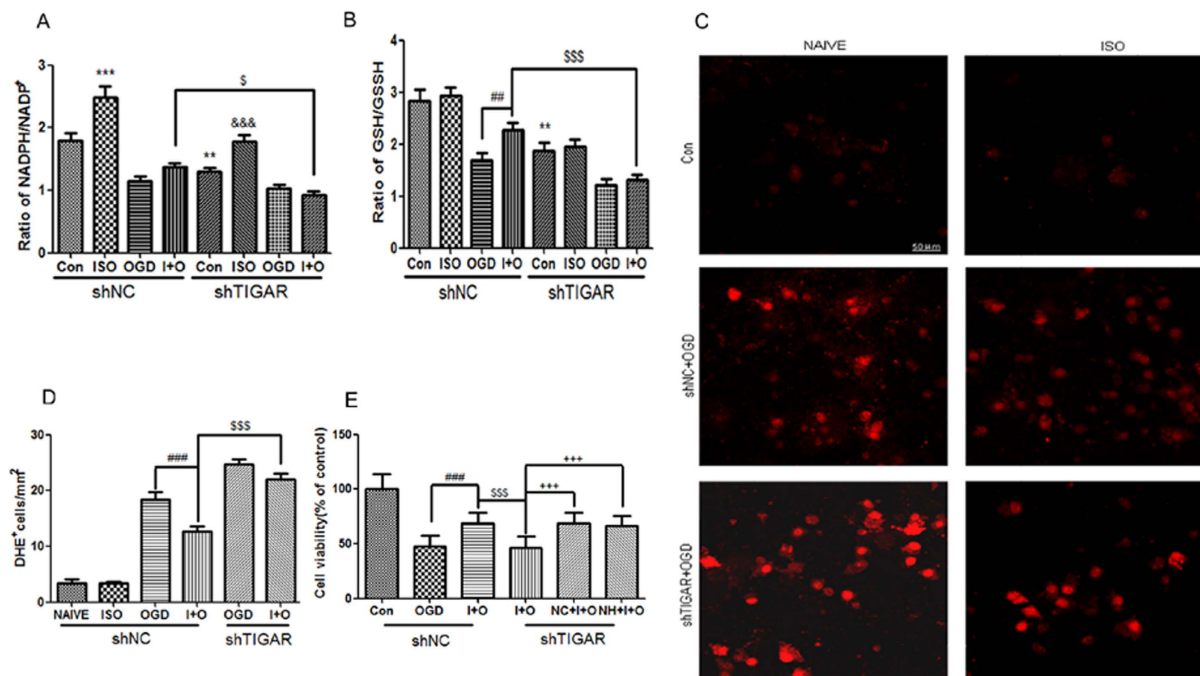 A
Ratio of NADPH/NADP+
3
2
1
0
***
**
&&&
$
Con ISO OGD I+O Con ISO OGD I+O
shNC shTIGAR
B
Ratio of GSH/GSSH
4
3
2
1
0
##
**
$$$
Con ISO OGD I+O Con ISO OGD I+O
shNC shTIGAR
C
NAIVE ISO
Con
50 μm
shNC+OGD
shTIGAR+OGD
D
DHE+cells/mm2
30
20
10
0
###
$$$
NAIVE ISO OGD I+O OGD I+O
shNC shTIGAR
E
Cell viability(% of control)
150
100
50
0
###
$$$
+++
+++
Con OGD I+O I+O NC+I+O NH+I+O
shNC shTIGAR